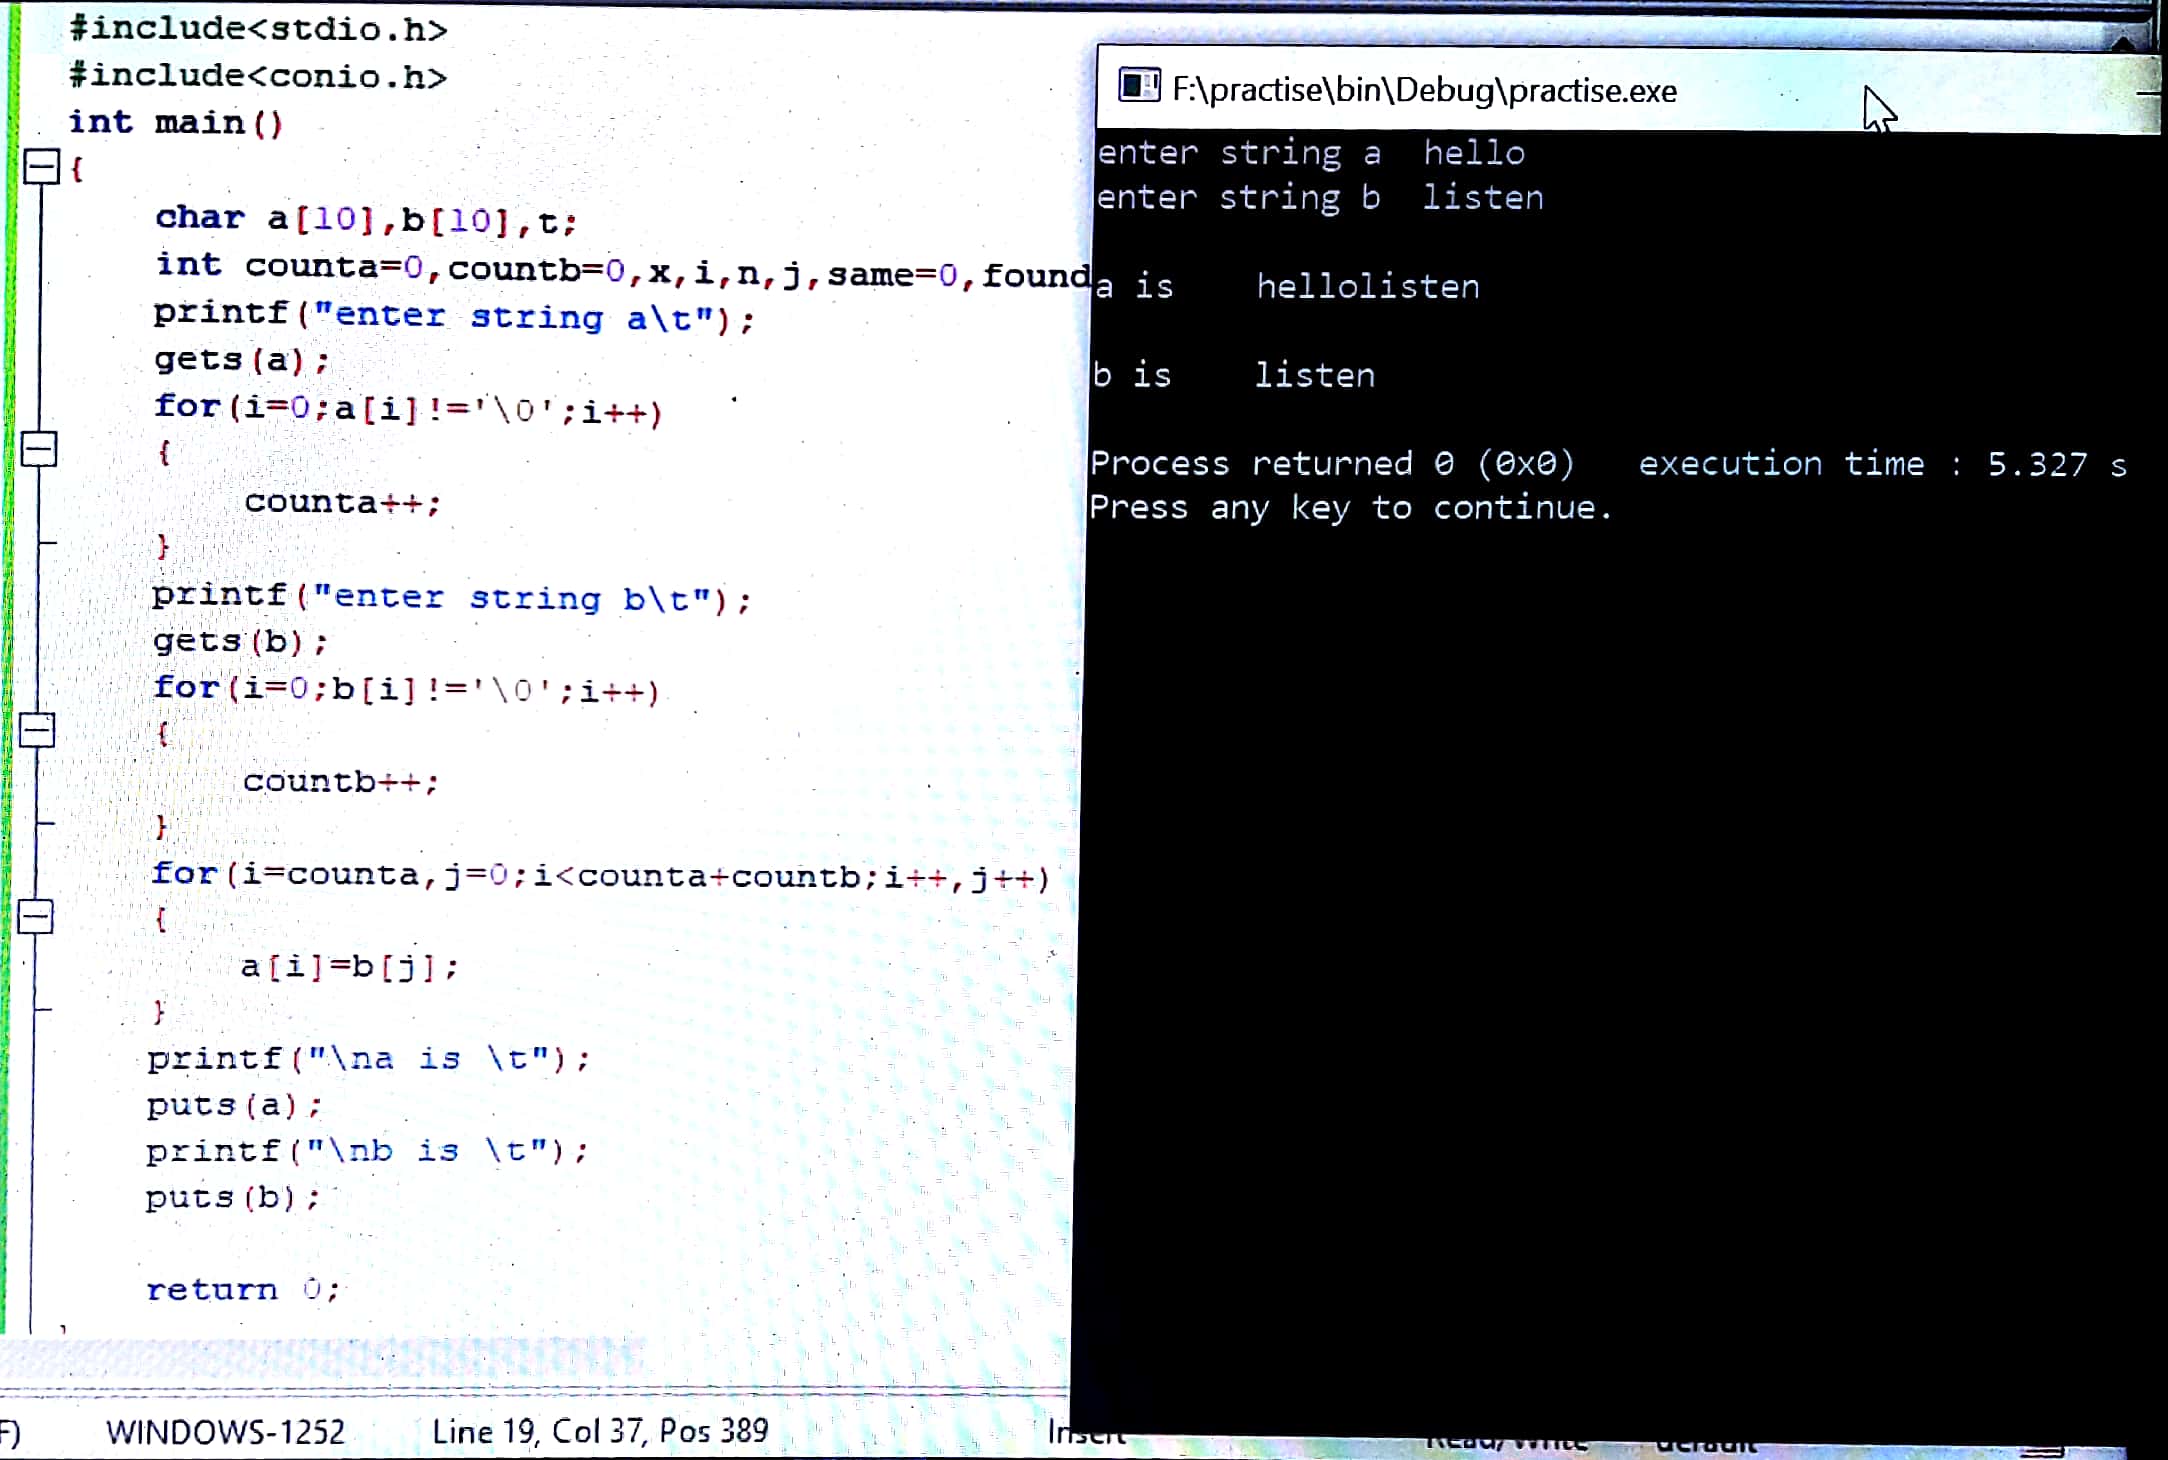 #include<stdio.h>
#include<conio.h>
int main()
{
char a[10],b[10],t;
int counta=0,countb=0,x,i,n,j,same=0,found
printf("enter string a\t");
gets(a);
for(i=0;a[i]!='\0';i++)
{
counta++;
}
printf("enter string b\t");
gets(b);
for(i=0;b[i]!='\0';i++)
{
countb++;
}
for(i=counta,j=0;i<counta+countb;i++,j++)
{
a[i]=b[j];
}
printf("\na is \t");
puts(a);
printf("\nb is \t");
puts(b);
return 0;
F) WINDOWS-1252 Line 19, Col 37, Pos 389 Insert
F:\practise\bin\Debug\practise.exe
enter string a hello
enter string b listen
a is hellolisten
b is listen
Process returned 0 (0x0) execution time : 5.327 s
Press any key to continue.
Read/Write default